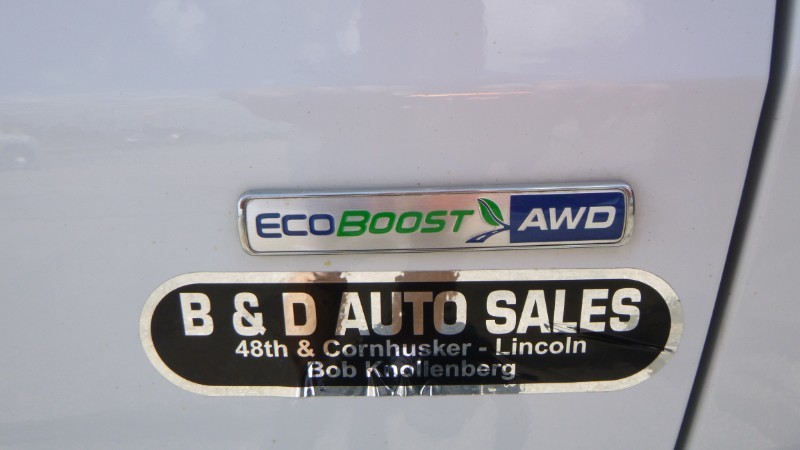 ECOBOOST AWD
B & D AUTO SALES
48th & Cornhusker - Lincoln
Bob Knollenberg